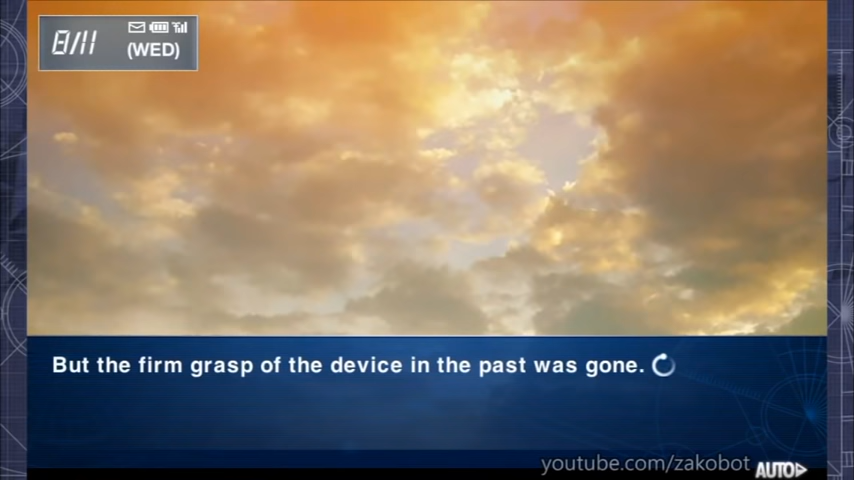 8/11
(WED)
But the firm grasp of the device in the past was gone.
youtube.com/zakobot
AUTO